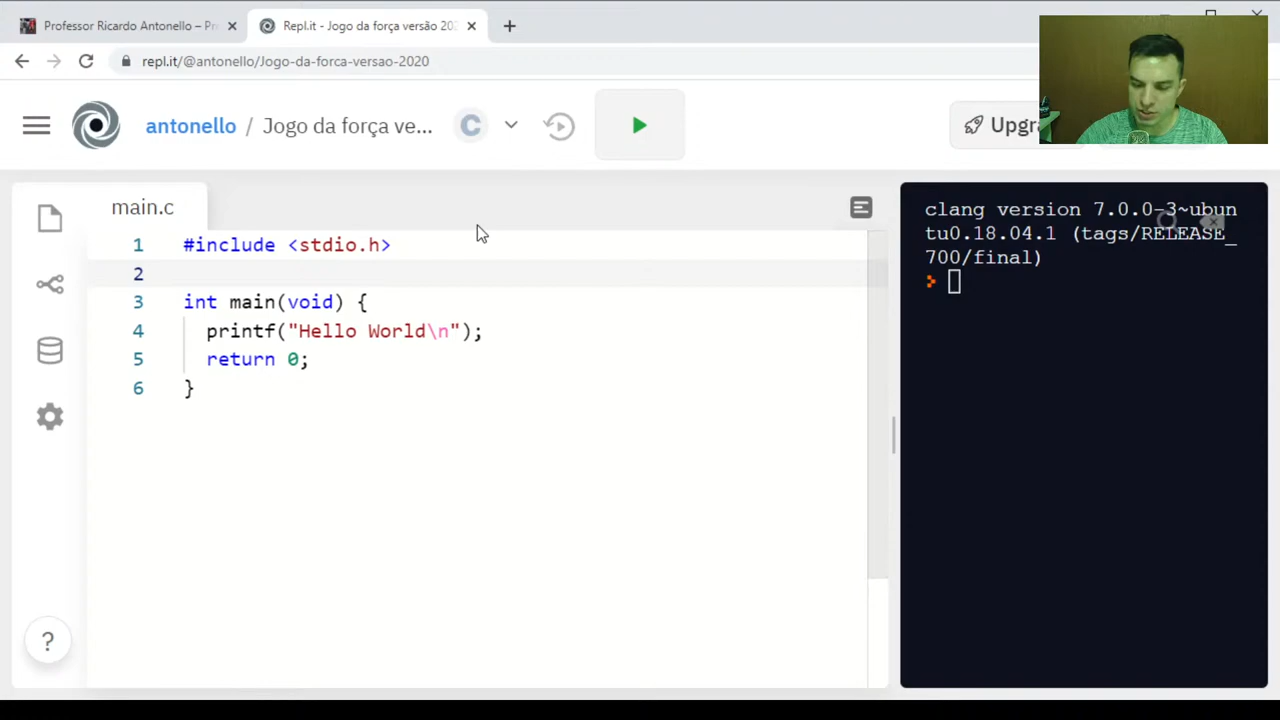 Professor Ricardo Antonello – Pr
Repl.it - Jogo da força versão 202
repl.it/@antonello/Jogo-da-forca-versao-2020
antonello / Jogo da força ve...
C
Upgra
main.c
1 #include <stdio.h>
2
3 int main(void) {
4 printf("Hello World\n");
5 return 0;
6 }
?
clang version 7.0.0-3~ubun
tu0.18.04.1 (tags/RELEASE_
700/final)